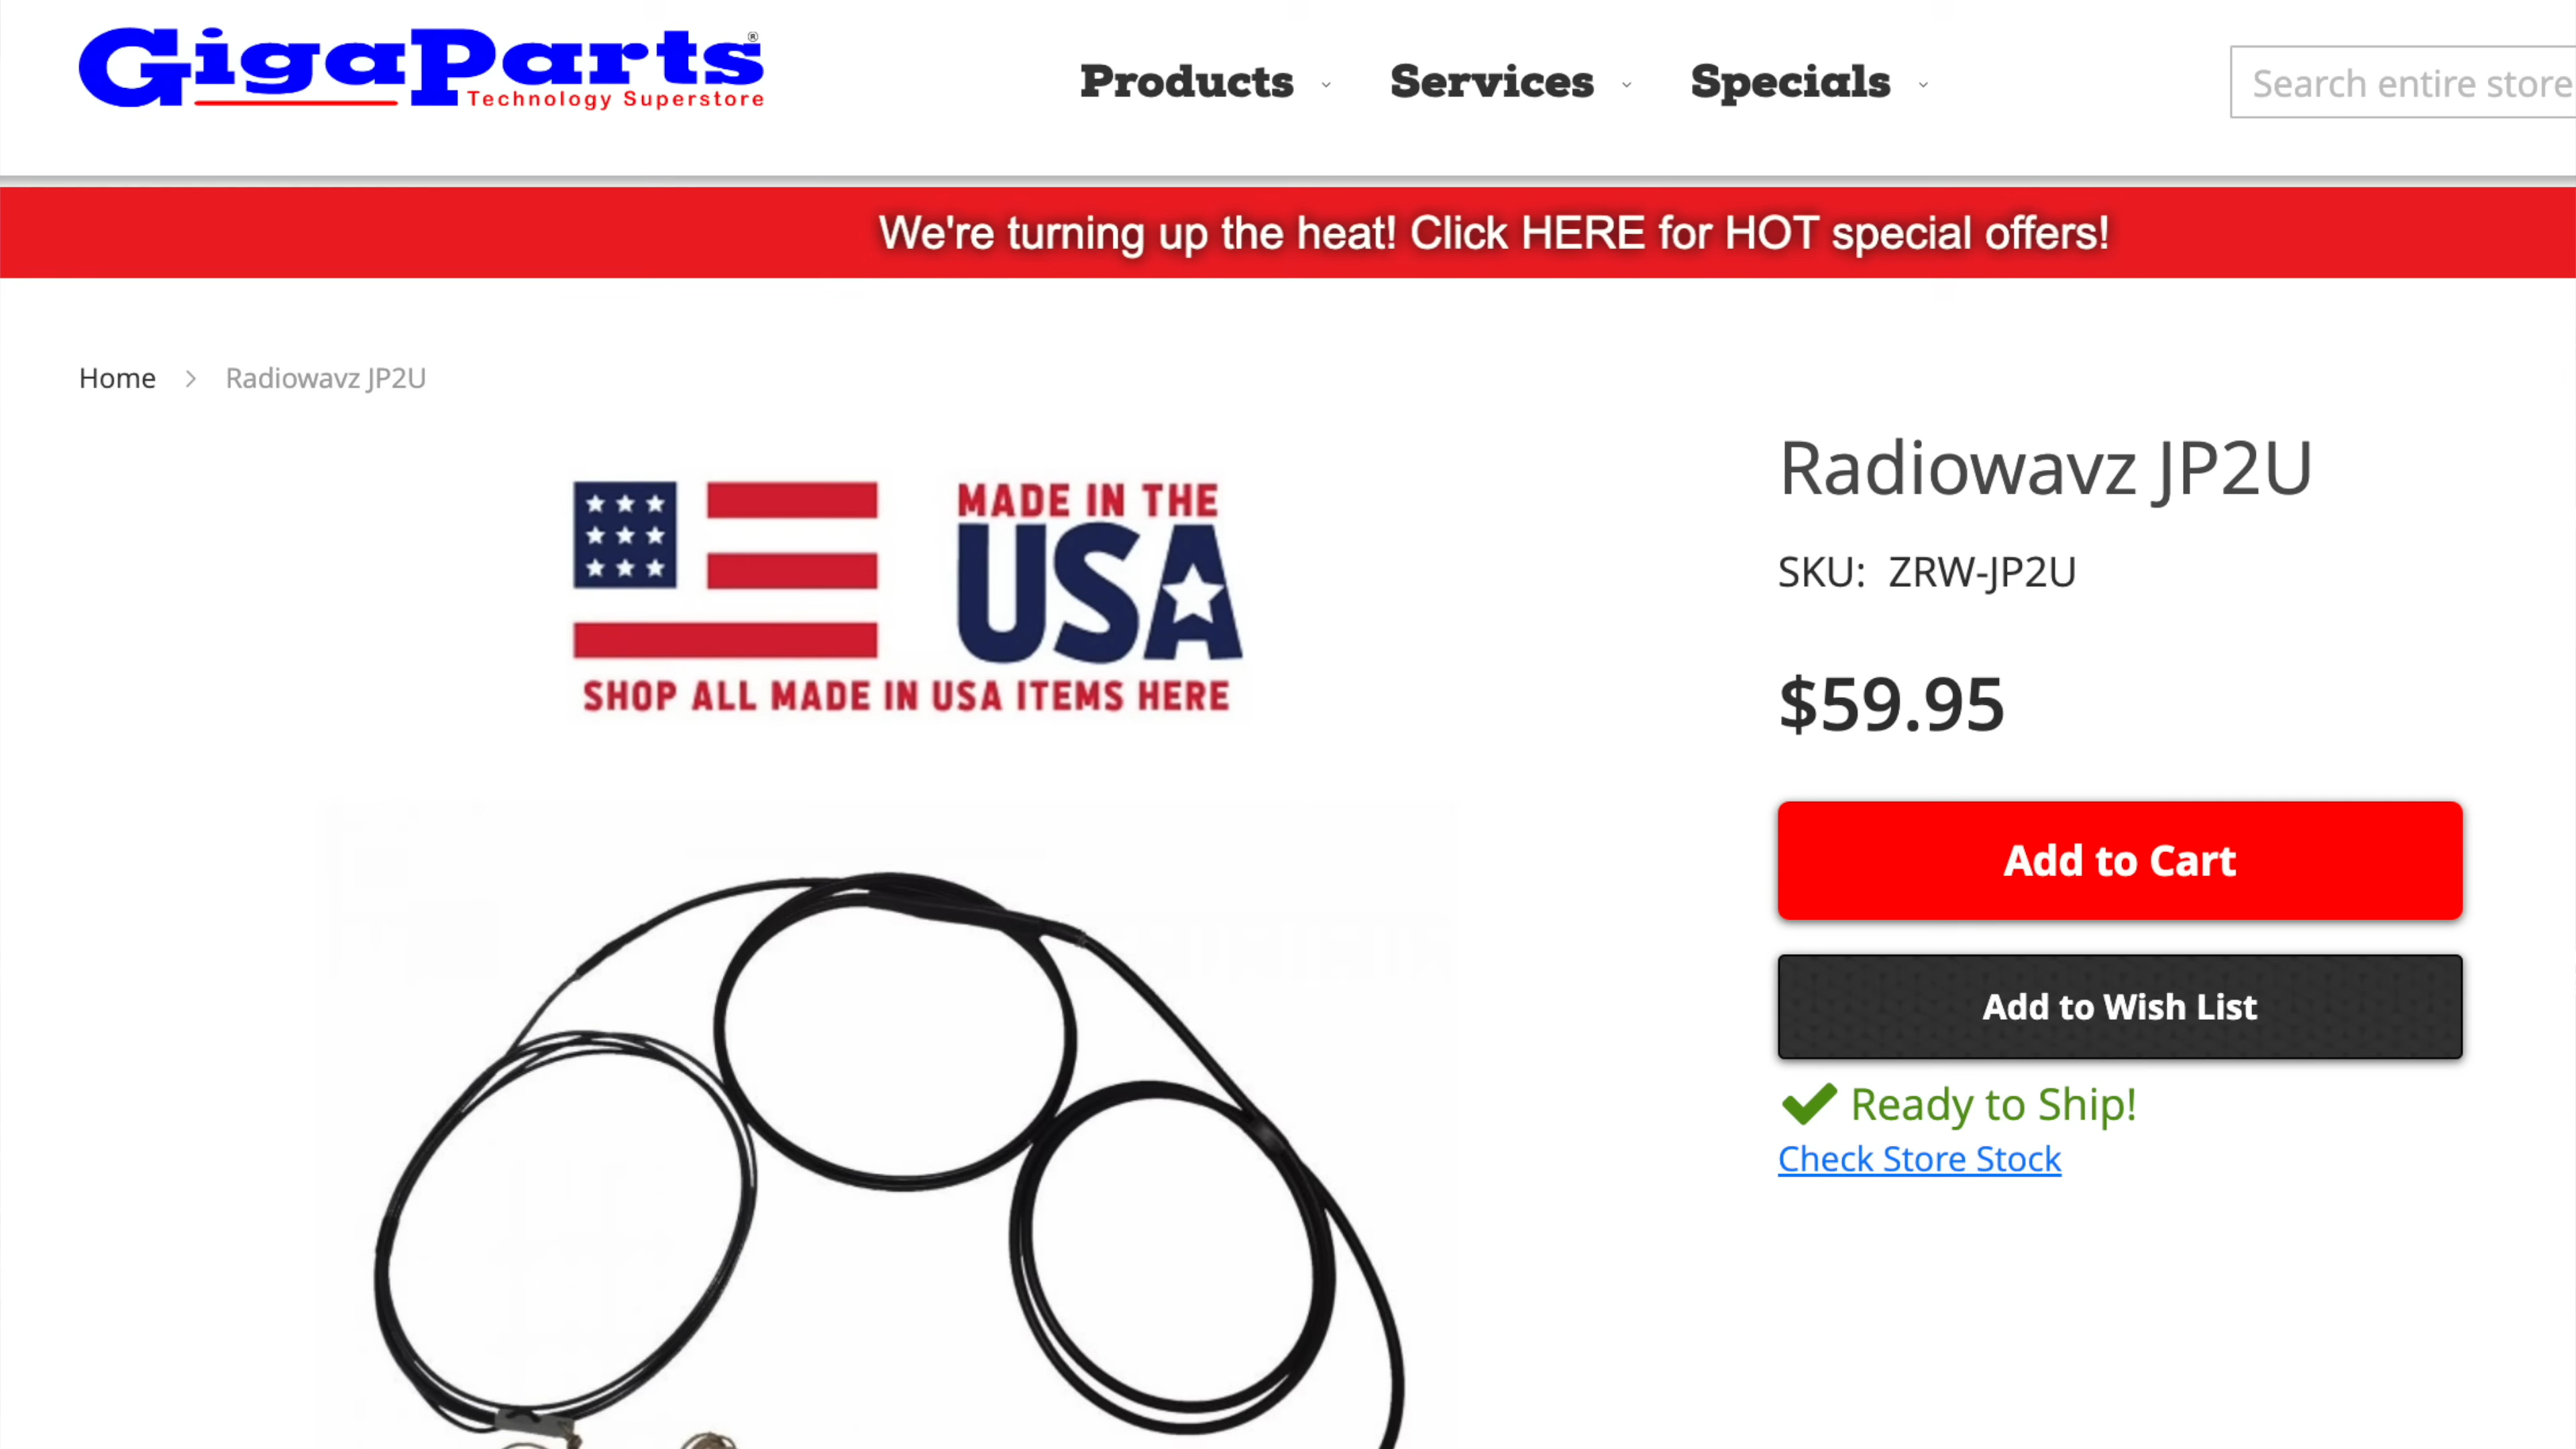 GigaParts®
Technology Superstore
Products
Services
Specials
Search entire store
We're turning up the heat! Click HERE for HOT special offers!
Home > Radiowavz JP2U
MADE IN THE
USA
SHOP ALL MADE IN USA ITEMS HERE
Radiowavz JP2U
SKU: ZRW-JP2U
$59.95
Add to Cart
Add to Wish List
Ready to Ship!
Check Store Stock